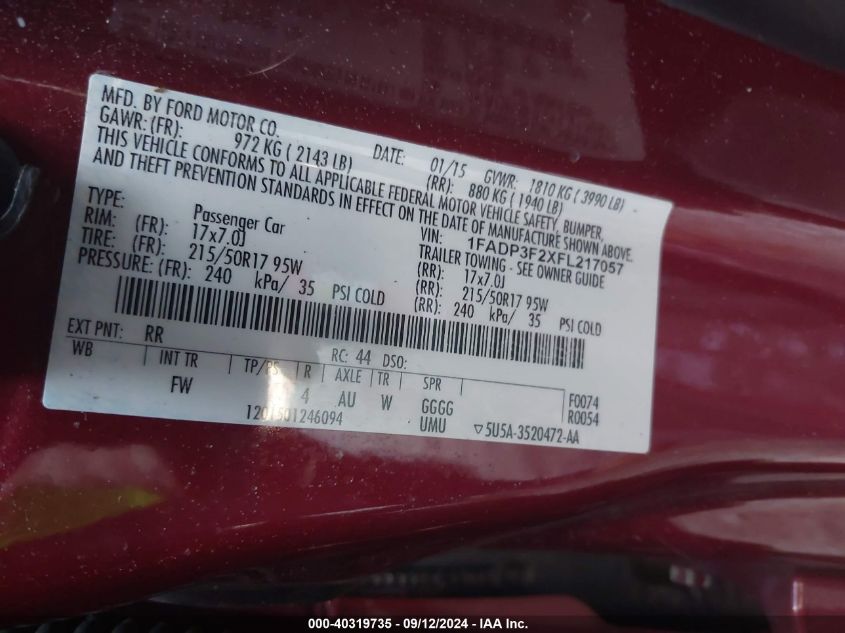 MFD. BY FORD MOTOR CO.
DATE: 01/15 GVWR: 1810 KG ( 3990 LB)
GAWR: (FR): 972 KG ( 2143 LB) (RR): 880 KG ( 1940 LB)
THIS VEHICLE CONFORMS TO ALL APPLICABLE FEDERAL MOTOR VEHICLE SAFETY, BUMPER,
AND THEFT PREVENTION STANDARDS IN EFFECT ON THE DATE OF MANUFACTURE SHOWN ABOVE.
VIN: 1FADP3F2XFL217057
TYPE: Passenger Car TRAILER TOWING - SEE OWNER GUIDE
RIM: (FR): 17x7.0J (RR): 17x7.0J
TIRE: (FR): 215/50R17 95W (RR): 215/50R17 95W
PRESSURE: (FR): 240 kPa/ 35 PSI COLD (RR): 240 kPa/ 35 PSI COLD
EXT PNT: RR RC: 44 DSO:
WB INT TR TP/PS R AXLE TR SPR F0074
FW 4 AU W GGGG R0054
UMU ▽5U5A-3520472-AA
000-40319735 - 09/12/2024 - IAA Inc.